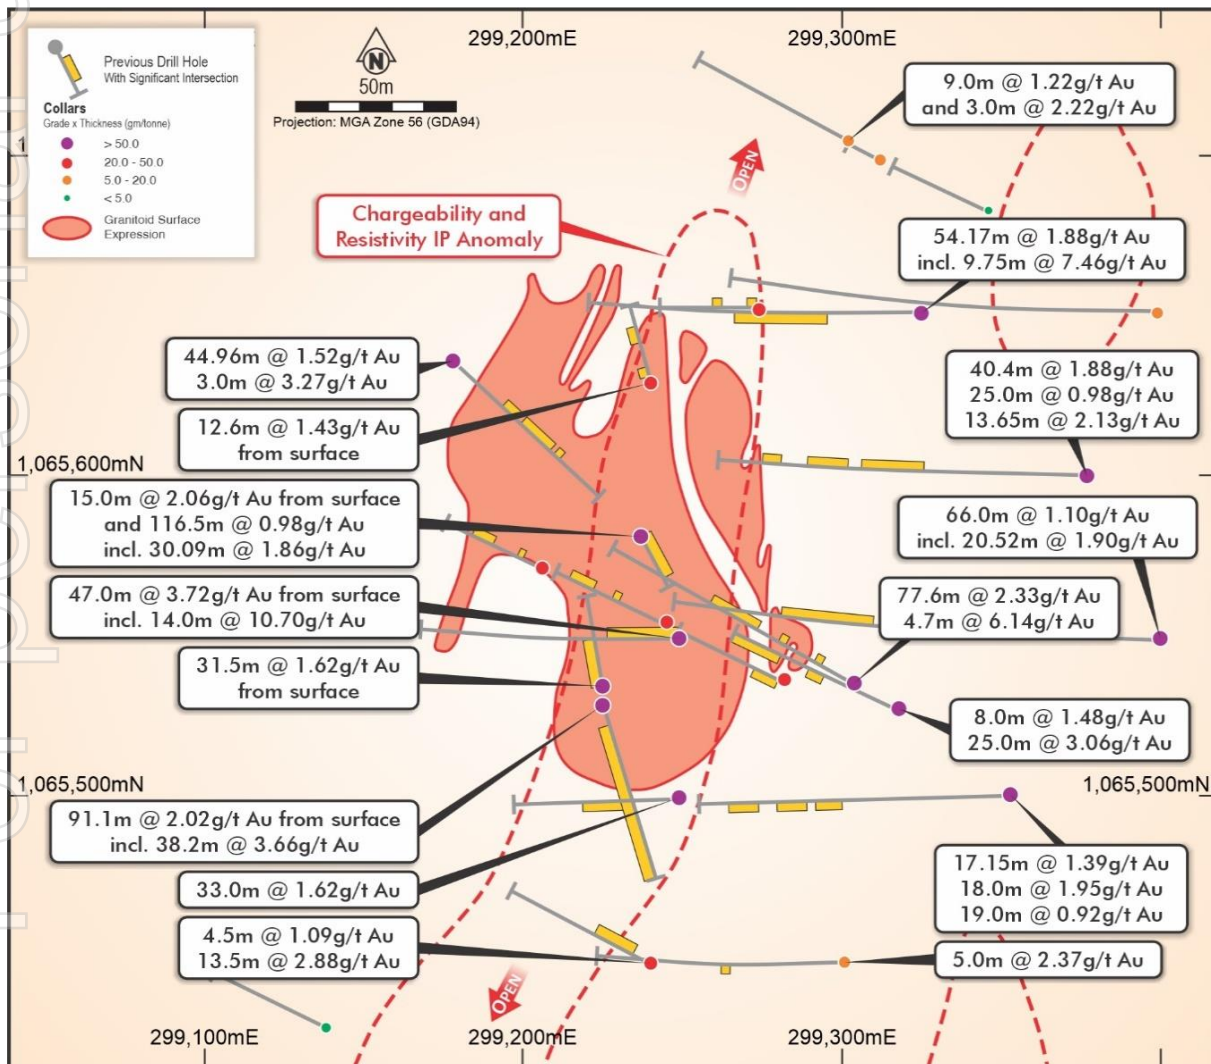 299,200mE
299,300mE
Previous Drill Hole
With Significant Intersection
Collars
Grade x Thickness (gm/tonne)
> 50.0
20.0 - 50.0
5.0 - 20.0
< 5.0
Granitoid Surface
Expression
N
50m
Projection: MGA Zone 56 (GDA94)
9.0m @ 1.22g/t Au
and 3.0m @ 2.22g/t Au
OPEN
Chargeability and
Resistivity IP Anomaly
54.17m @ 1.88g/t Au
incl. 9.75m @ 7.46g/t Au
44.96m @ 1.52g/t Au
3.0m @ 3.27g/t Au
40.4m @ 1.88g/t Au
25.0m @ 0.98g/t Au
13.65m @ 2.13g/t Au
12.6m @ 1.43g/t Au
from surface
1,065,600mN
15.0m @ 2.06g/t Au from surface
and 116.5m @ 0.98g/t Au
incl. 30.09m @ 1.86g/t Au
66.0m @ 1.10g/t Au
incl. 20.52m @ 1.90g/t Au
47.0m @ 3.72g/t Au from surface
incl. 14.0m @ 10.70g/t Au
77.6m @ 2.33g/t Au
4.7m @ 6.14g/t Au
31.5m @ 1.62g/t Au
from surface
8.0m @ 1.48g/t Au
25.0m @ 3.06g/t Au
1,065,500mN
1,065,500mN
91.1m @ 2.02g/t Au from surface
incl. 38.2m @ 3.66g/t Au
33.0m @ 1.62g/t Au
17.15m @ 1.39g/t Au
18.0m @ 1.95g/t Au
19.0m @ 0.92g/t Au
4.5m @ 1.09g/t Au
13.5m @ 2.88g/t Au
5.0m @ 2.37g/t Au
OPEN
299,100mE
299,200mE
299,300mE